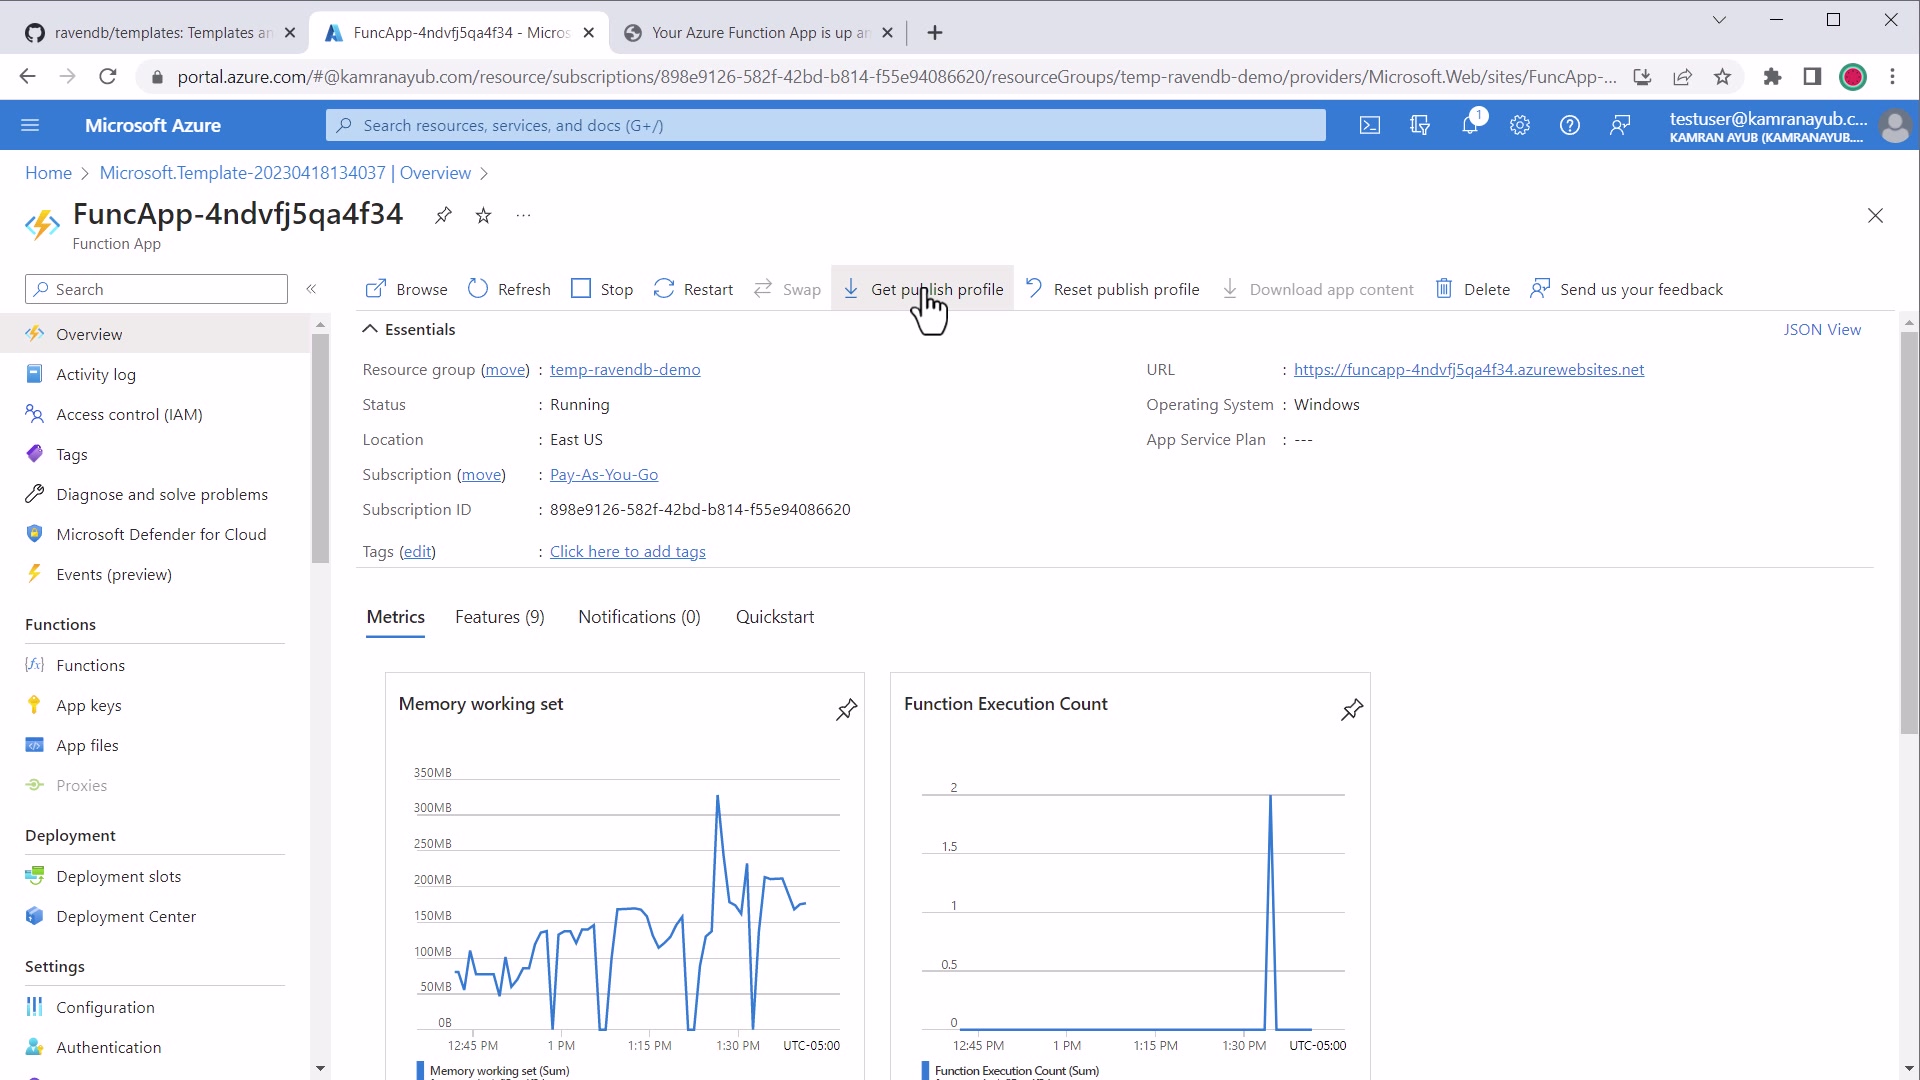 ravendb/templates: Templates an
FuncApp-4ndvfj5qa4f34 - Micros
Your Azure Function App is up an
portal.azure.com/#@kamranayub.com/resource/subscriptions/898e9126-582f-42bd-b814-f55e94086620/resourceGroups/temp-ravendb-demo/providers/Microsoft.Web/sites/FuncApp-...
Microsoft Azure
Search resources, services, and docs (G+/)
1
testuser@kamranayub.c...
KAMRAN AYUB (KAMRANAYUB....
Home > Microsoft.Template-20230418134037 | Overview >
FuncApp-4ndvfj5qa4f34
Function App
Search
Browse
Refresh
Stop
Restart
Swap
Get publish profile
Reset publish profile
Download app content
Delete
Send us your feedback
Overview
Activity log
Access control (IAM)
Tags
Diagnose and solve problems
Microsoft Defender for Cloud
Events (preview)
Functions
Functions
App keys
App files
Proxies
Deployment
Deployment slots
Deployment Center
Settings
Configuration
Authentication
Essentials
JSON View
Resource group (move) : temp-ravendb-demo
Status : Running
Location : East US
Subscription (move) : Pay-As-You-Go
Subscription ID : 898e9126-582f-42bd-b814-f55e94086620
Tags (edit) : Click here to add tags
URL : https://funcapp-4ndvfj5qa4f34.azurewebsites.net
Operating System : Windows
App Service Plan : ---
Metrics
Features (9)
Notifications (0)
Quickstart
Memory working set
350MB
300MB
250MB
200MB
150MB
100MB
50MB
0B
12:45 PM 1 PM 1:15 PM 1:30 PM UTC-05:00
Memory working set (Sum)
Function Execution Count
2
1.5
1
0.5
0
12:45 PM 1 PM 1:15 PM 1:30 PM UTC-05:00
Function Execution Count (Sum)